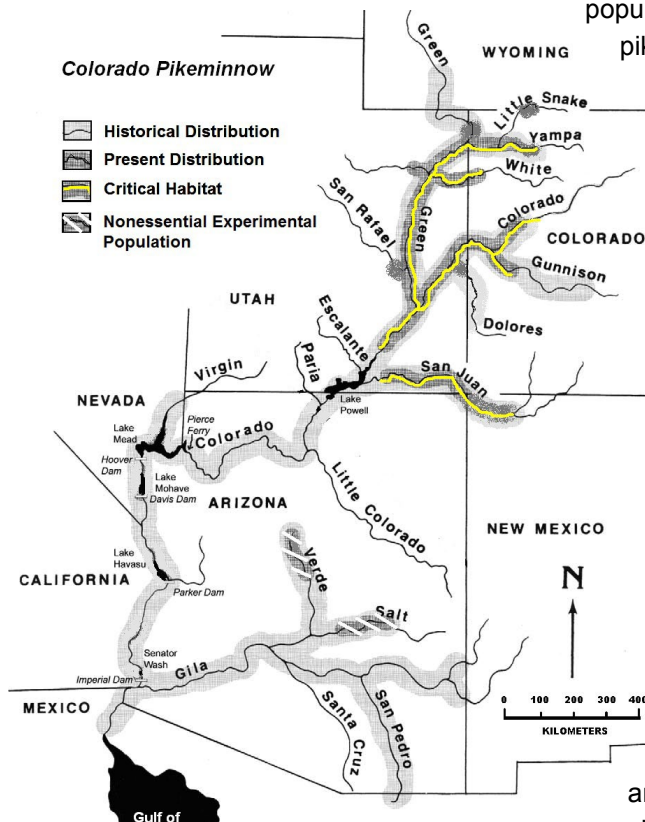 popu
pik
Colorado Pikeminnow
Historical Distribution
Present Distribution
Critical Habitat
Nonessential Experimental
Population
Green
WYOMING
Little Snake
Yampa
White
San Rafael
Green
Colorado
COLORADO
Gunnison
UTAH
Escalante
Dolores
Paria
San Juan
Virgin
Lake
Powell
NEVADA
Pierce
Ferry
Lake
Mead
Colorado
Hoover
Dam
Lake
Mohave
Davis Dam
ARIZONA
Little Colorado
NEW MEXICO
Lake
Havasu
Verde
CALIFORNIA
Parker Dam
N
Salt
Senator
Wash
Gila
Imperial Dam
MEXICO
Santa Cruz
San Pedro
0 100 200 300 400
KILOMETERS
Gulf of